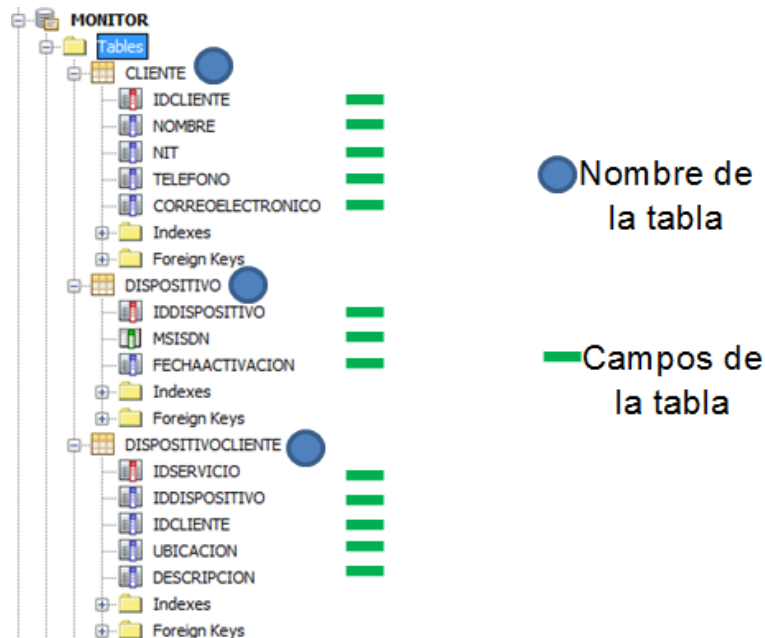 MONITOR
Tables
CLIENTE
IDCLIENTE
NOMBRE
NIT
TELEFONO
CORREOELECTRONICO
Indexes
Foreign Keys
DISPOSITIVO
IDDISPOSITIVO
MSISDN
FECHAACTIVACION
Indexes
Foreign Keys
DISPOSITIVOCLIENTE
IDSERVICIO
IDDISPOSITIVO
IDCLIENTE
UBICACION
DESCRIPCION
Indexes
Foreign Keys
Nombre de
la tabla
Campos de
la tabla